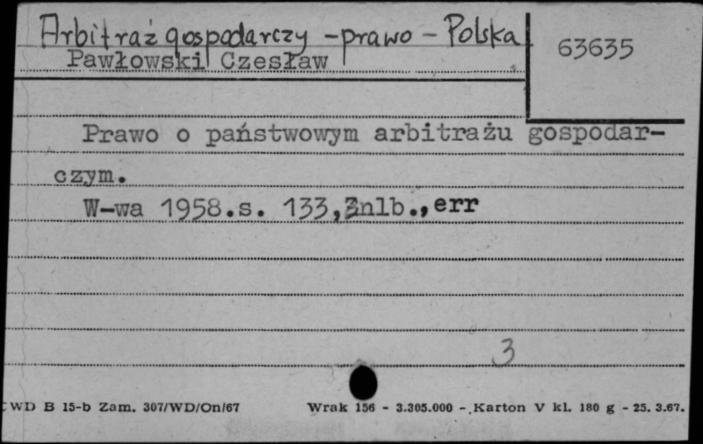 Arbitraż gospodarczy - prawo - Polska
63635
Pawłowski Czesław
Prawo o państwowym arbitrażu gospodar-
czym.
W-wa 1958.s. 133,3nlb.,err
3
CWD B 15-b Zam. 307/WD/On/67 Wrak 156 - 3.305.000 - Karton V kl. 180 g - 25. 3.67.